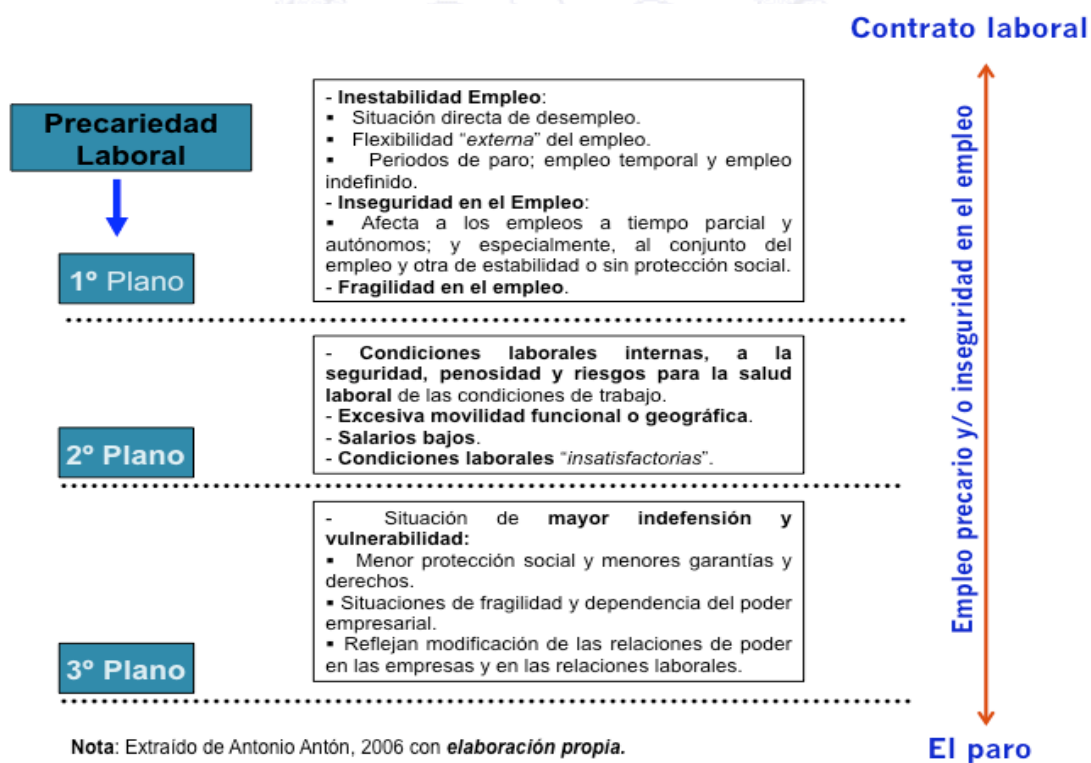 Contrato laboral
Precariedad
Laboral
1º Plano
- Inestabilidad Empleo:
▪ Situación directa de desempleo.
▪ Flexibilidad “externa” del empleo.
▪ Periodos de paro; empleo temporal y empleo
indefinido.
- Inseguridad en el Empleo:
▪ Afecta a los empleos a tiempo parcial y
autónomos; y especialmente, al conjunto del
empleo y otra de estabilidad o sin protección social.
- Fragilidad en el empleo.
2º Plano
- Condiciones laborales internas, a la
seguridad, penosidad y riesgos para la salud
laboral de las condiciones de trabajo.
- Excesiva movilidad funcional o geográfica.
- Salarios bajos.
- Condiciones laborales “insatisfactorias”.
3º Plano
- Situación de mayor indefensión y
vulnerabilidad:
▪ Menor protección social y menores garantías y
derechos.
▪ Situaciones de fragilidad y dependencia del poder
empresarial.
▪ Reflejan modificación de las relaciones de poder
en las empresas y en las relaciones laborales.
Empleo precario y/o inseguridad en el empleo
El paro
Nota: Extraído de Antonio Antón, 2006 con elaboración propia.